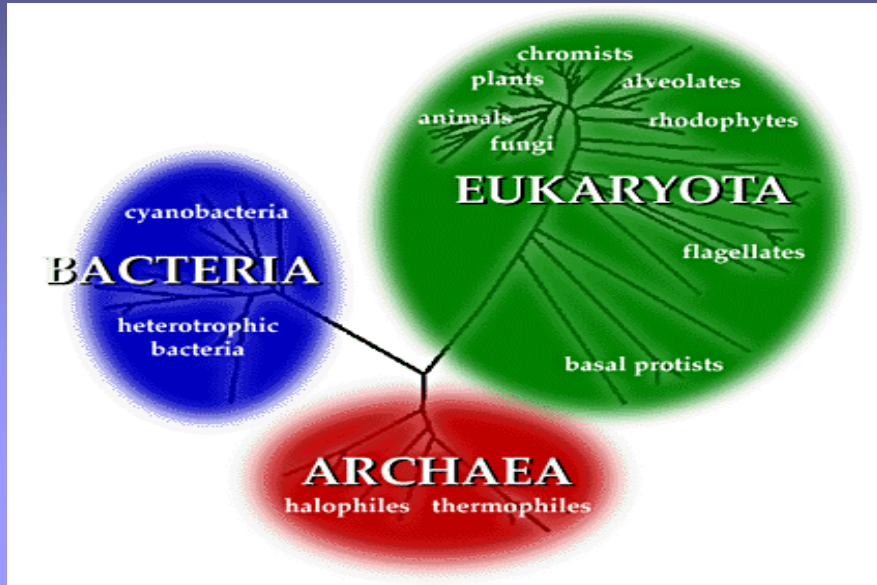 chromists
plants
alveolates
animals
rhodophytes
fungi
EUKARYOTA
cyanobacteria
flagellates
BACTERIA
heterotrophic
bacteria
basal protists
ARCHAEA
halophiles thermophiles